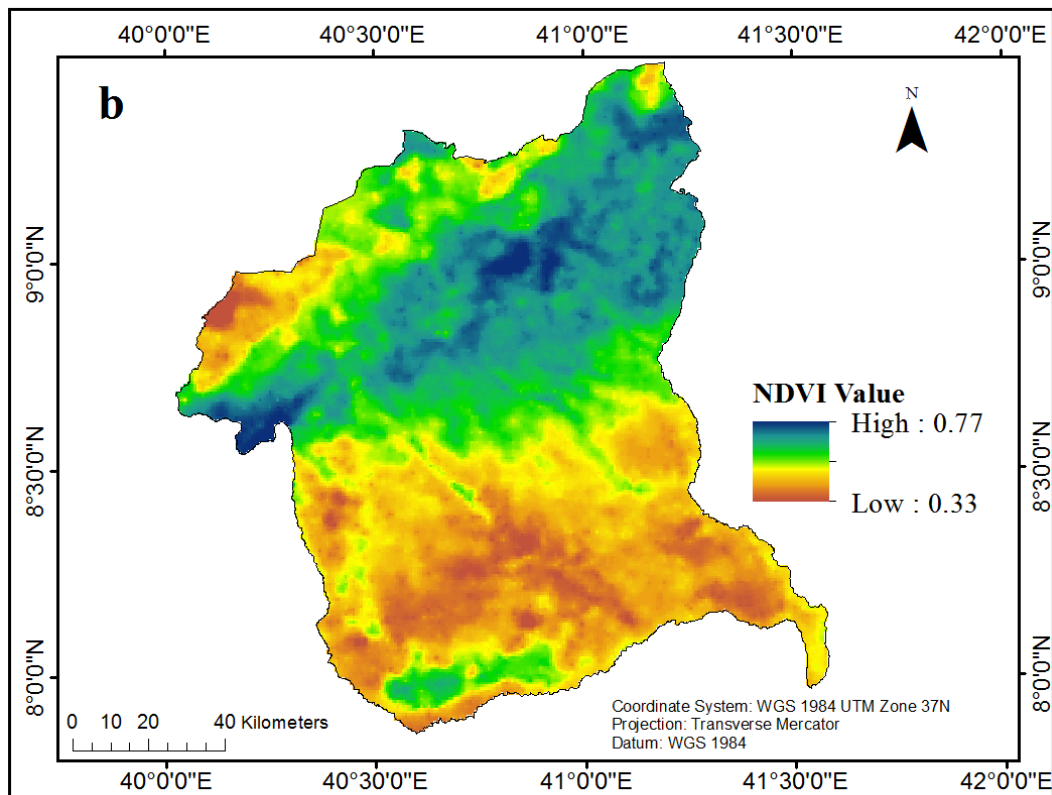 40°0'0"E 40°30'0"E 41°0'0"E 41°30'0"E 42°0'0"E
b
N
9°0'0"N
9°0'0"N
NDVI Value
High : 0.77
Low : 0.33
8°30'0"N
8°30'0"N
8°0'0"N
8°0'0"N
Coordinate System: WGS 1984 UTM Zone 37N
Projection: Transverse Mercator
Datum: WGS 1984
0 10 20 40 Kilometers
40°0'0"E 40°30'0"E 41°0'0"E 41°30'0"E 42°0'0"E